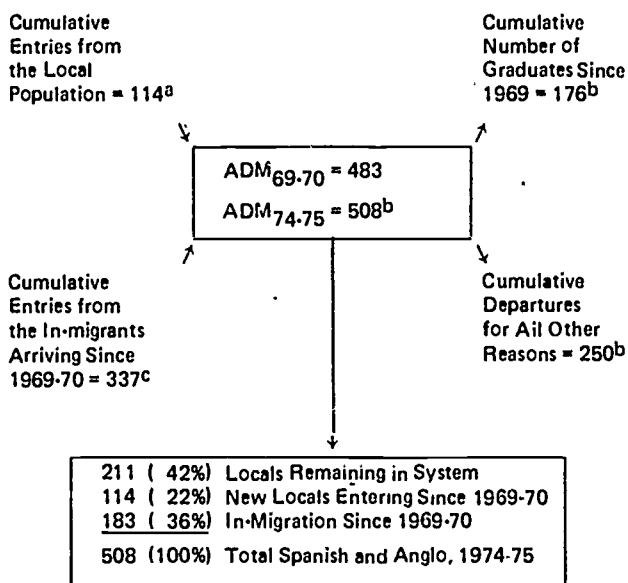 Cumulative
Entries from
the Local
Population = 114a
Cumulative
Number of
Graduates Since
1969 = 176b
ADM69-70 = 483
ADM74-75 = 508b
Cumulative
Entries from
the In-migrants
Arriving Since
1969-70 = 337c
Cumulative
Departures
for Ail Other
Reasons = 250b
211 ( 42%) Locals Remaining in System
114 ( 22%) New Locals Entering Since 1969-70
183 ( 36%) In-Migration Since 1969-70
508 (100%) Total Spanish and Anglo, 1974-75